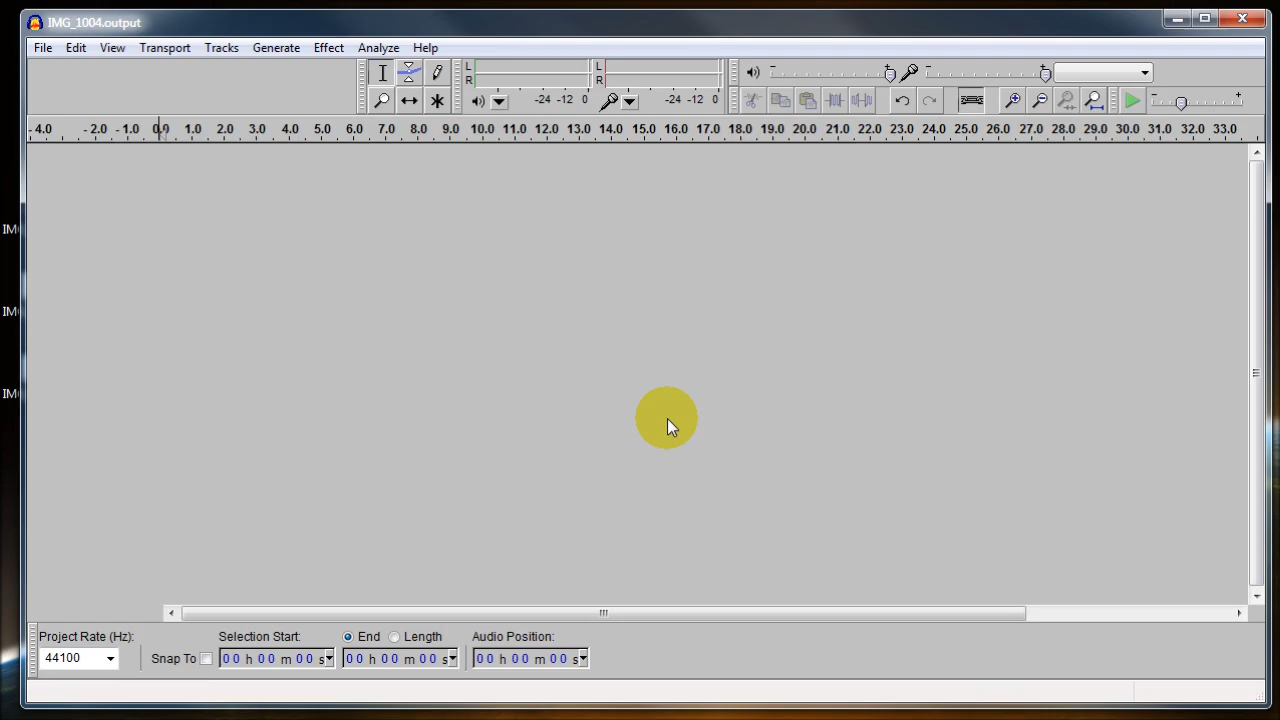 IMG_1004.output
File Edit View Transport Tracks Generate Effect Analyze Help
L
R
L
R
-24 -12 0
-24 -12 0
- 4.0 - 2.0 - 1.0 0.0 1.0 2.0 3.0 4.0 5.0 6.0 7.0 8.0 9.0 10.0 11.0 12.0 13.0 14.0 15.0 16.0 17.0 18.0 19.0 20.0 21.0 22.0 23.0 24.0 25.0 26.0 27.0 28.0 29.0 30.0 31.0 32.0 33.0
Project Rate (Hz): Selection Start: End Length Audio Position:
44100 Snap To 00 h 00 m 00 s 00 h 00 m 00 s 00 h 00 m 00 s